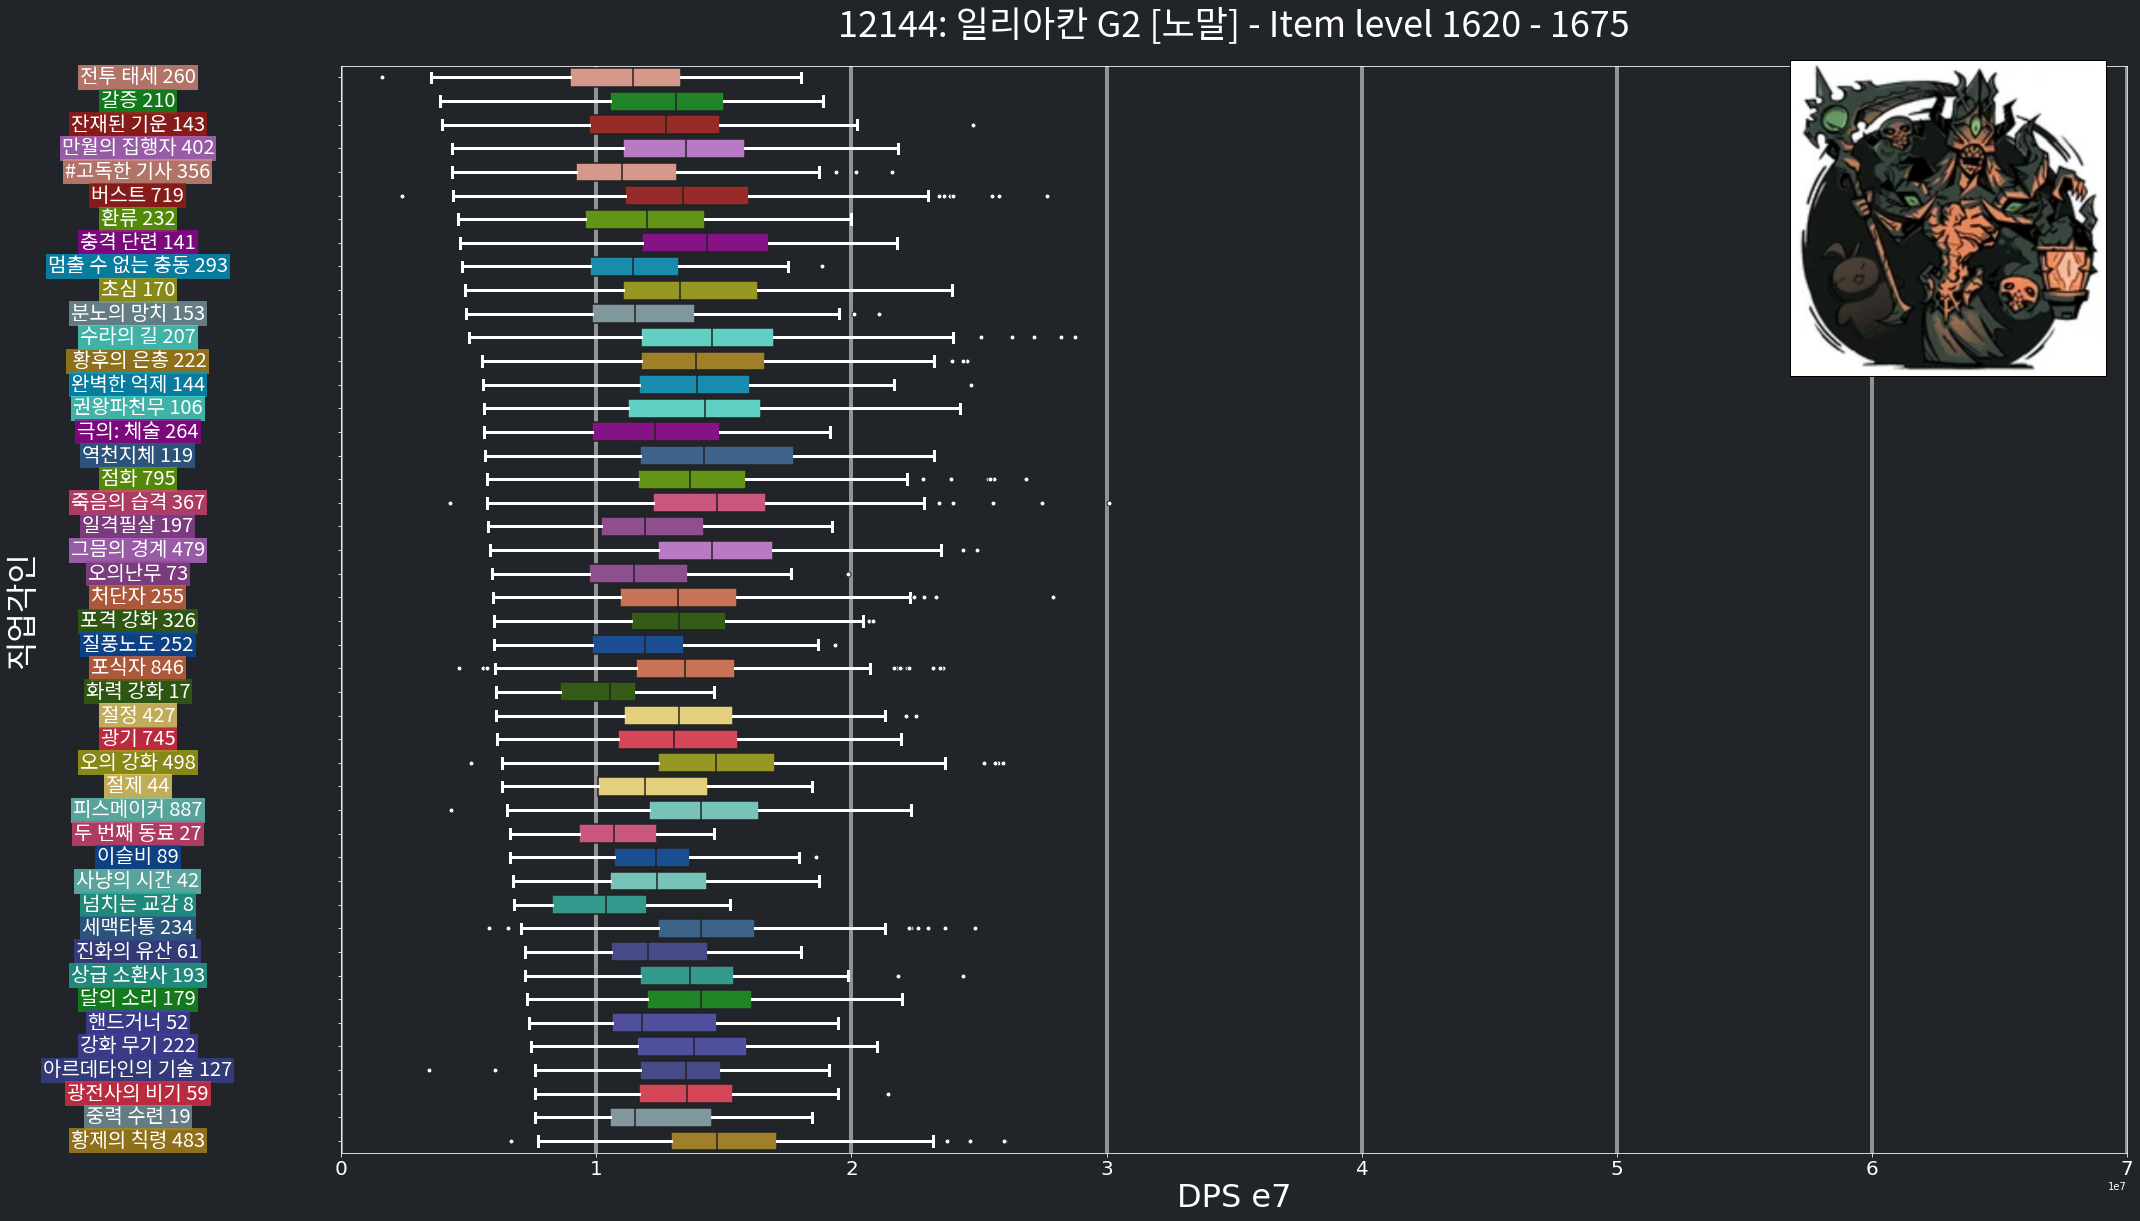 12144: 일리아칸 G2 [노말] - Item level 1620 - 1675
전투 태세 260
갈증 210
잔재된 기운 143
만월의 집행자 402
#고독한 기사 356
버스트 719
환류 232
충격 단련 141
멈출 수 없는 충동 293
초심 170
분노의 망치 153
수라의 길 207
황후의 은총 222
완벽한 억제 144
권왕파천무 106
극의: 체술 264
역천지체 119
점화 795
죽음의 습격 367
일격필살 197
그믐의 경계 479
오의난무 73
처단자 255
포격 강화 326
질풍노도 252
포식자 846
화력 강화 17
절정 427
광기 745
오의 강화 498
절제 44
피스메이커 887
두 번째 동료 27
이슬비 89
사냥의 시간 42
넘치는 교감 8
세맥타통 234
진화의 유산 61
상급 소환사 193
달의 소리 179
핸드거너 52
강화 무기 222
아르데타인의 기술 127
광전사의 비기 59
중력 수련 19
황제의 칙령 483
직업각인
0 1 2 3 4 5 6 7
1e7
DPS e7